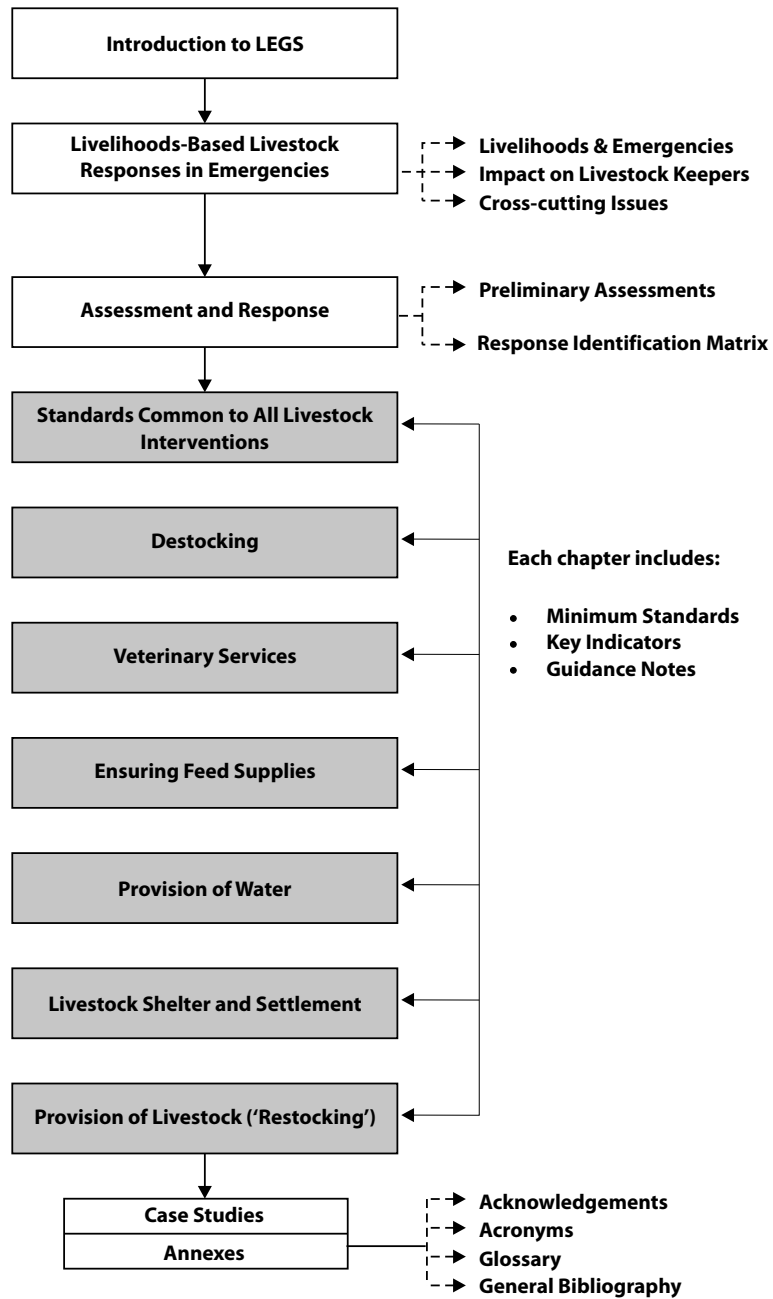 Introduction to LEGS
Livelihoods-Based Livestock
Responses in Emergencies
Livelihoods & Emergencies
Impact on Livestock Keepers
Cross-cutting Issues
Assessment and Response
Preliminary Assessments
Response Identification Matrix
Standards Common to All Livestock
Interventions
Destocking
Each chapter includes:
• Minimum Standards
• Key Indicators
• Guidance Notes
Veterinary Services
Ensuring Feed Supplies
Provision of Water
Livestock Shelter and Settlement
Provision of Livestock (‘Restocking’)
Case Studies
Annexes
Acknowledgements
Acronyms
Glossary
General Bibliography